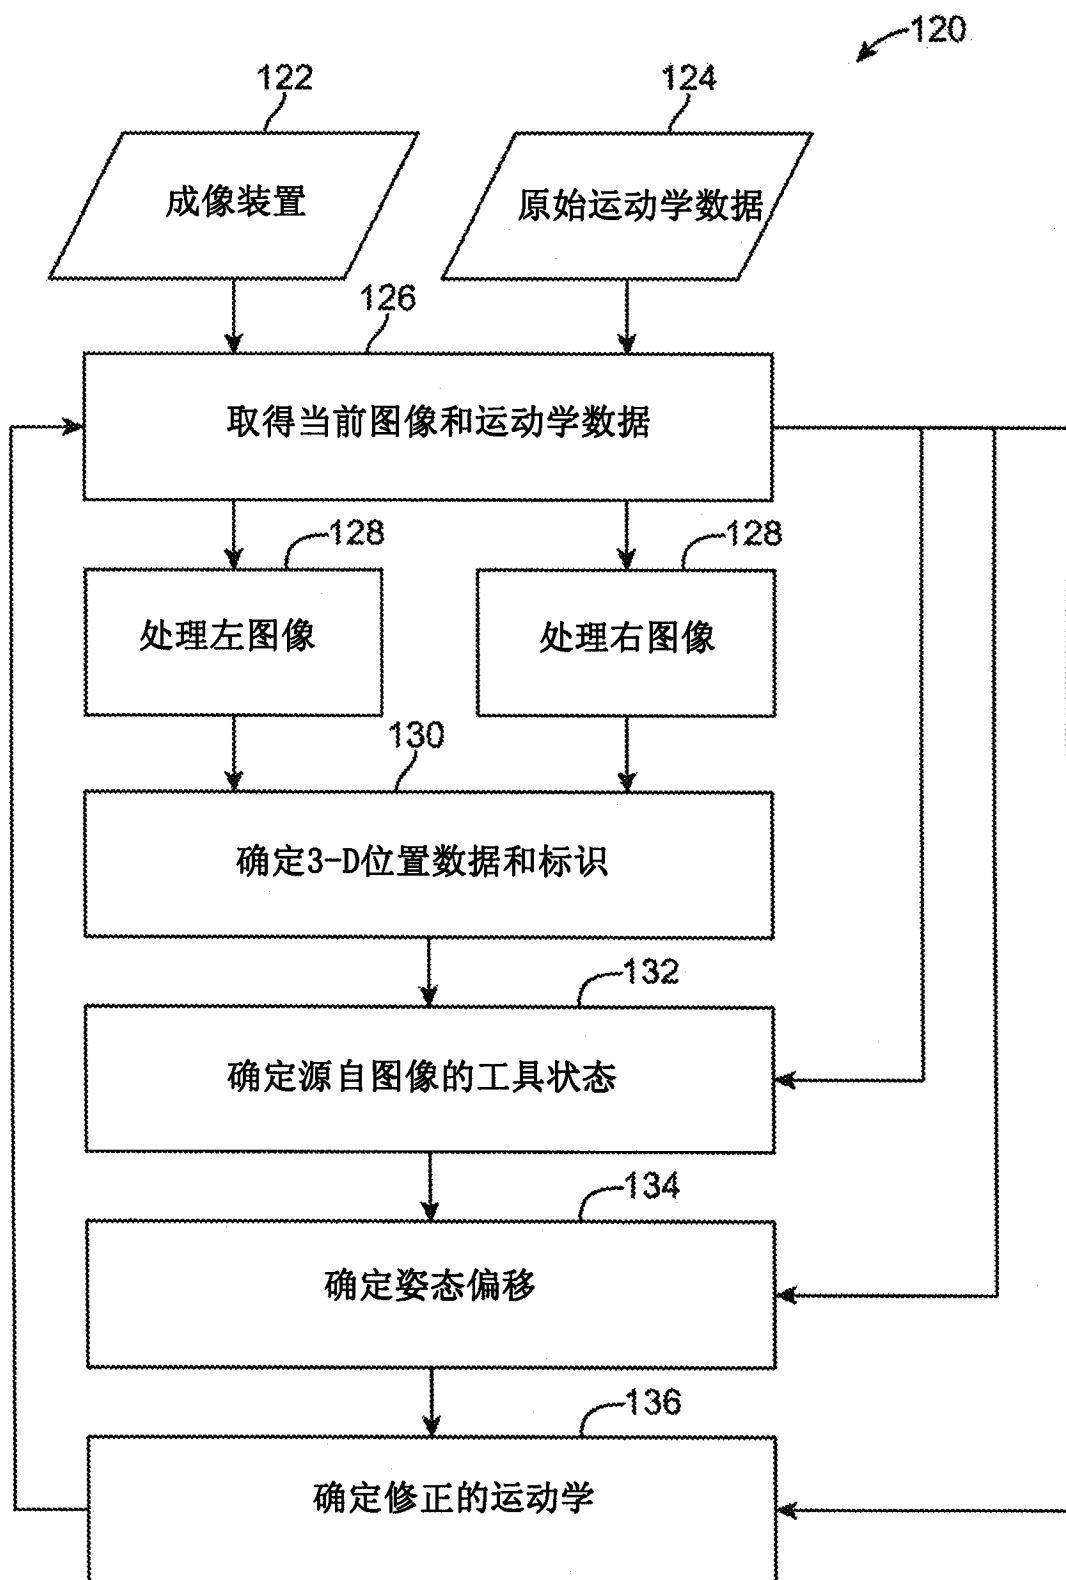 120
122
124
成像装置
原始运动学数据
126
取得当前图像和运动学数据
128
128
处理左图像
处理右图像
130
确定3-D位置数据和标识
132
确定源自图像的工具状态
134
确定姿态偏移
136
确定修正的运动学